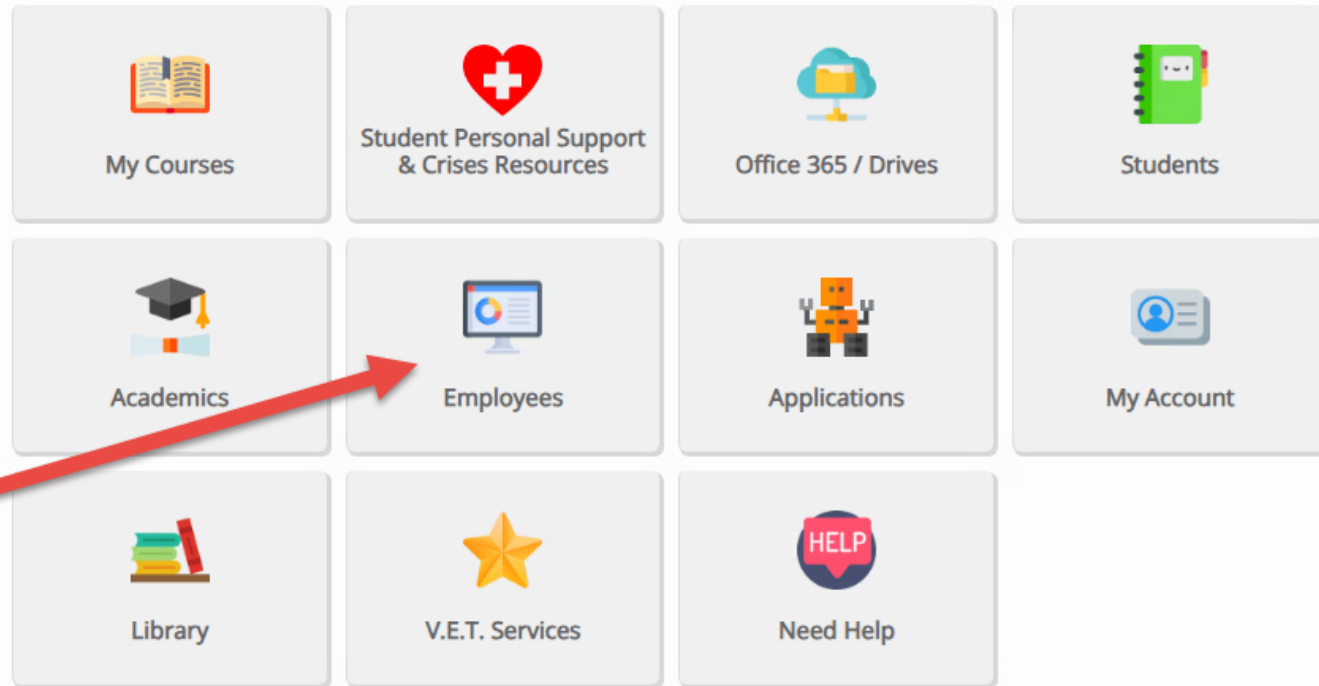 My Courses
Student Personal Support
& Crises Resources
Office 365 / Drives
Students
Academics
Employees
Applications
My Account
Library
HELP
V.E.T. Services
Need Help